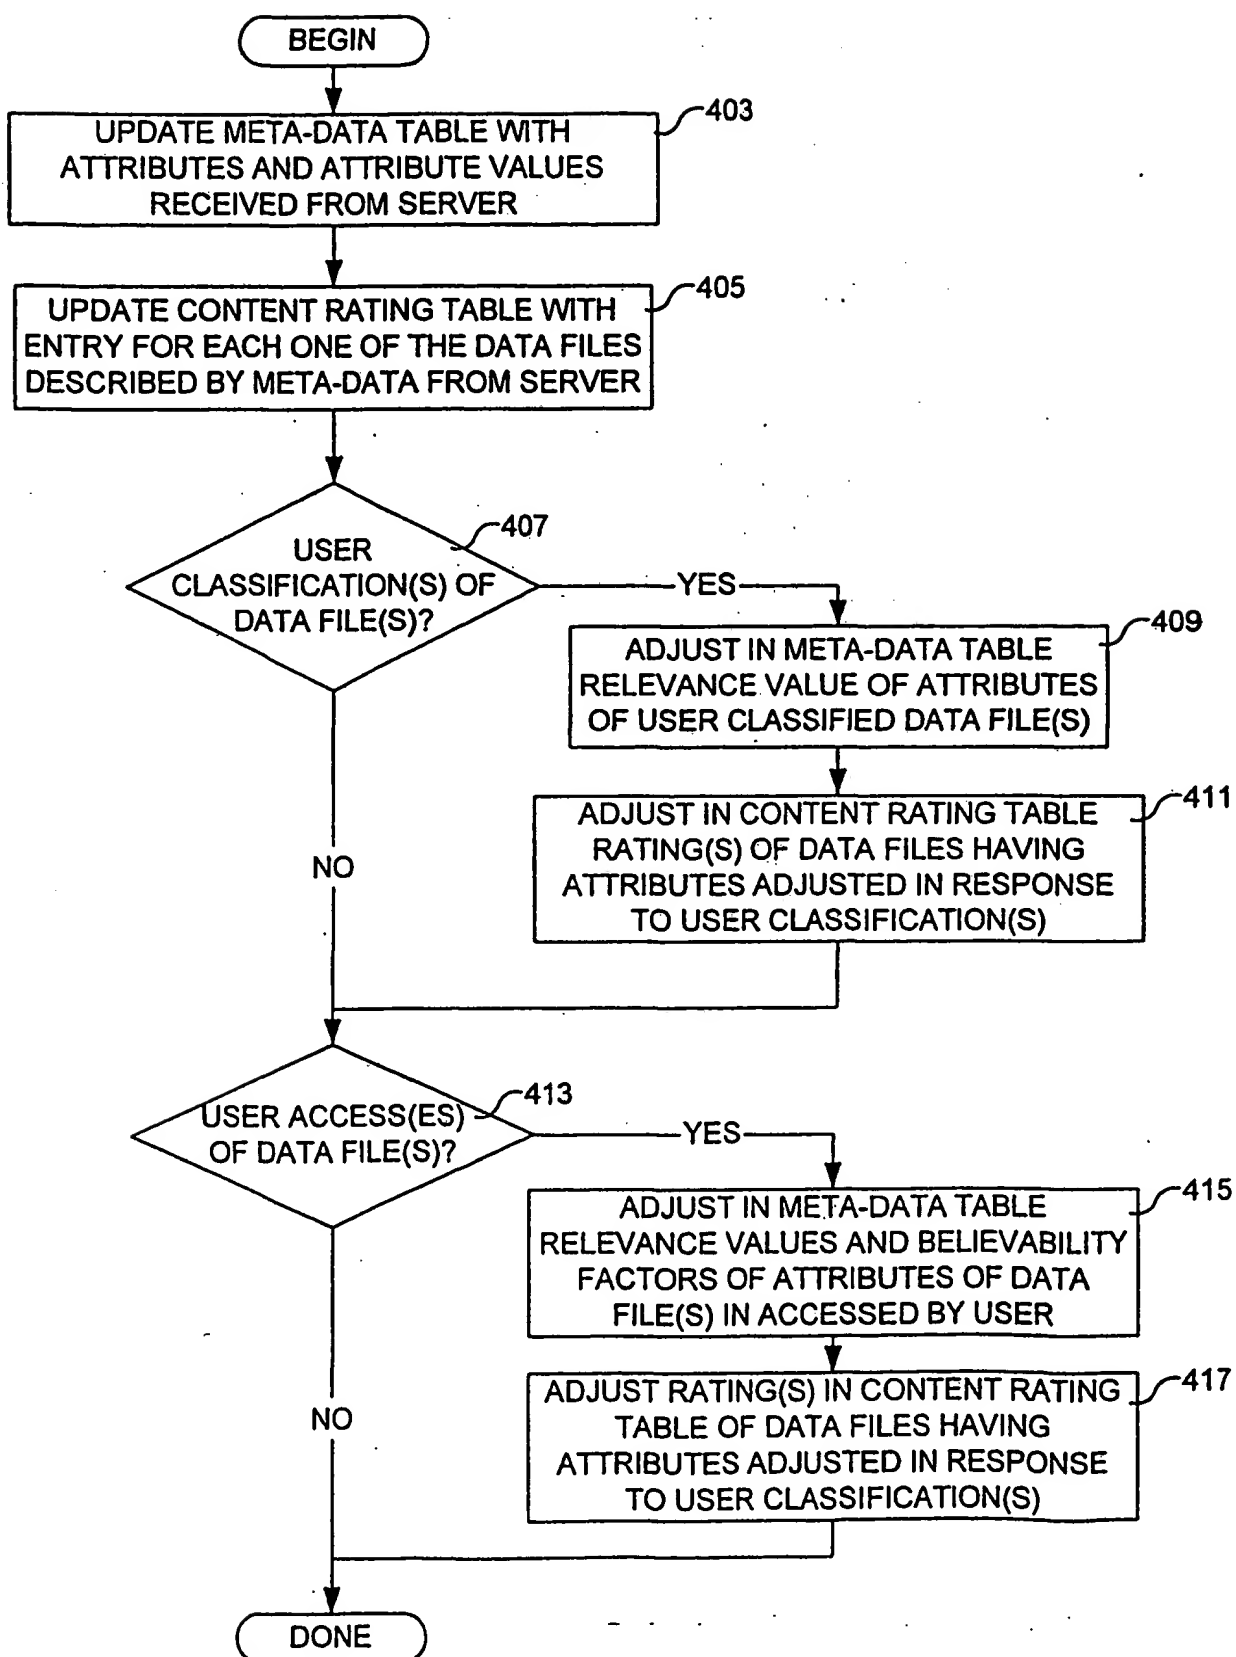 BEGIN
403
UPDATE META-DATA TABLE WITH
ATTRIBUTES AND ATTRIBUTE VALUES
RECEIVED FROM SERVER
405
UPDATE CONTENT RATING TABLE WITH
ENTRY FOR EACH ONE OF THE DATA FILES
DESCRIBED BY META-DATA FROM SERVER
407
USER
CLASSIFICATION(S) OF
DATA FILE(S)?
YES
409
ADJUST IN META-DATA TABLE
RELEVANCE VALUE OF ATTRIBUTES
OF USER CLASSIFIED DATA FILE(S)
411
ADJUST IN CONTENT RATING TABLE
RATING(S) OF DATA FILES HAVING
ATTRIBUTES ADJUSTED IN RESPONSE
TO USER CLASSIFICATION(S)
NO
413
USER ACCESS(ES)
OF DATA FILE(S)?
YES
415
ADJUST IN META-DATA TABLE
RELEVANCE VALUES AND BELIEVABILITY
FACTORS OF ATTRIBUTES OF DATA
FILE(S) IN ACCESSED BY USER
417
ADJUST RATING(S) IN CONTENT RATING
TABLE OF DATA FILES HAVING
ATTRIBUTES ADJUSTED IN RESPONSE
TO USER CLASSIFICATION(S)
NO
DONE